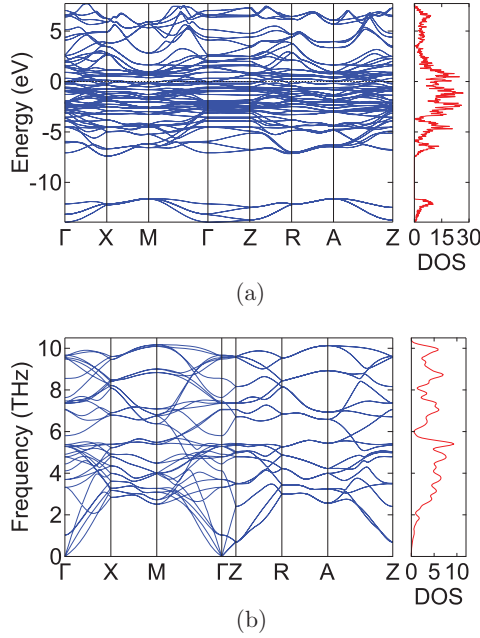 Energy (eV)
5
0
-5
-10
Γ X M Γ Z R A Z
0 15 30
DOS
(a)
Frequency (THz)
10
8
6
4
2
0
Γ X M ΓZ R A Z
0 5 10
DOS
(b)